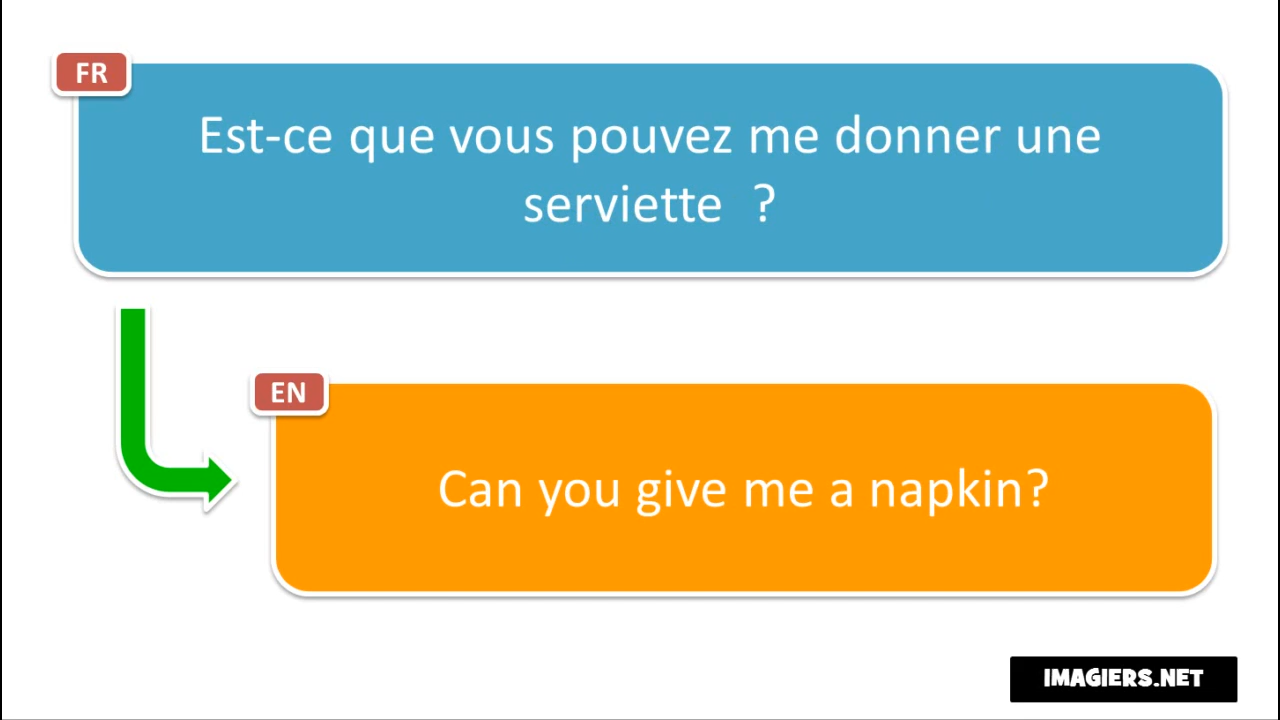 FR
Est-ce que vous pouvez me donner une
serviette ?
EN
Can you give me a napkin?
IMAGIERS.NET